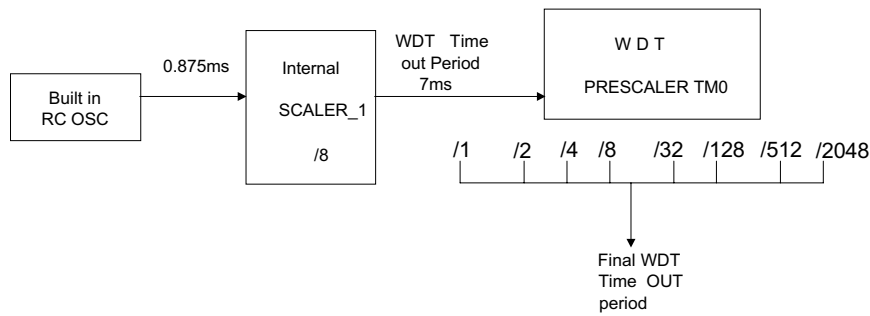 Built in
RC OSC
0.875ms
Internal
SCALER_1
/8
WDT Time
out Period
7ms
W D T
PRESCALER TM0
/1 /2 /4 /8 /32 /128 /512 /2048
Final WDT
Time OUT
period